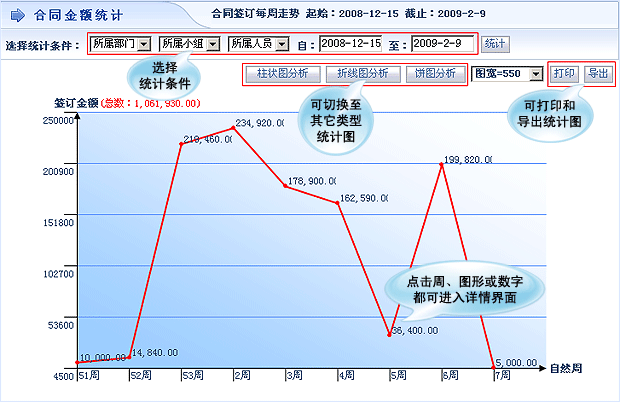 合同金额统计
合同签订每周走势 起始：2008-12-15 截止：2009-2-9
选择统计条件： 所属部门 所属小组 所属人员 自： 2008-12-15 至： 2009-2-9 统计
选择
统计条件
柱状图分析 折线图分析 饼图分析 图宽=550 打印 导出
可切换至
其它类型
统计图
可打印和
导出统计图
签订金额(总数：1,061,930.00)
250000
200900
151800
102700
53600
4500
10,000.00
14,840.00
219,460.0
234,920.0
178,900.0
162,590.0
36,400.00
199,820.0
5,000.00
点击周、图形或数字
都可进入详情界面
51周 52周 53周 2周 3周 4周 5周 6周 7周
自然周